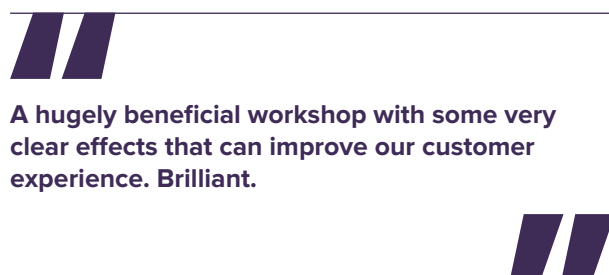 A hugely beneficial workshop with some very
clear effects that can improve our customer
experience. Brilliant.